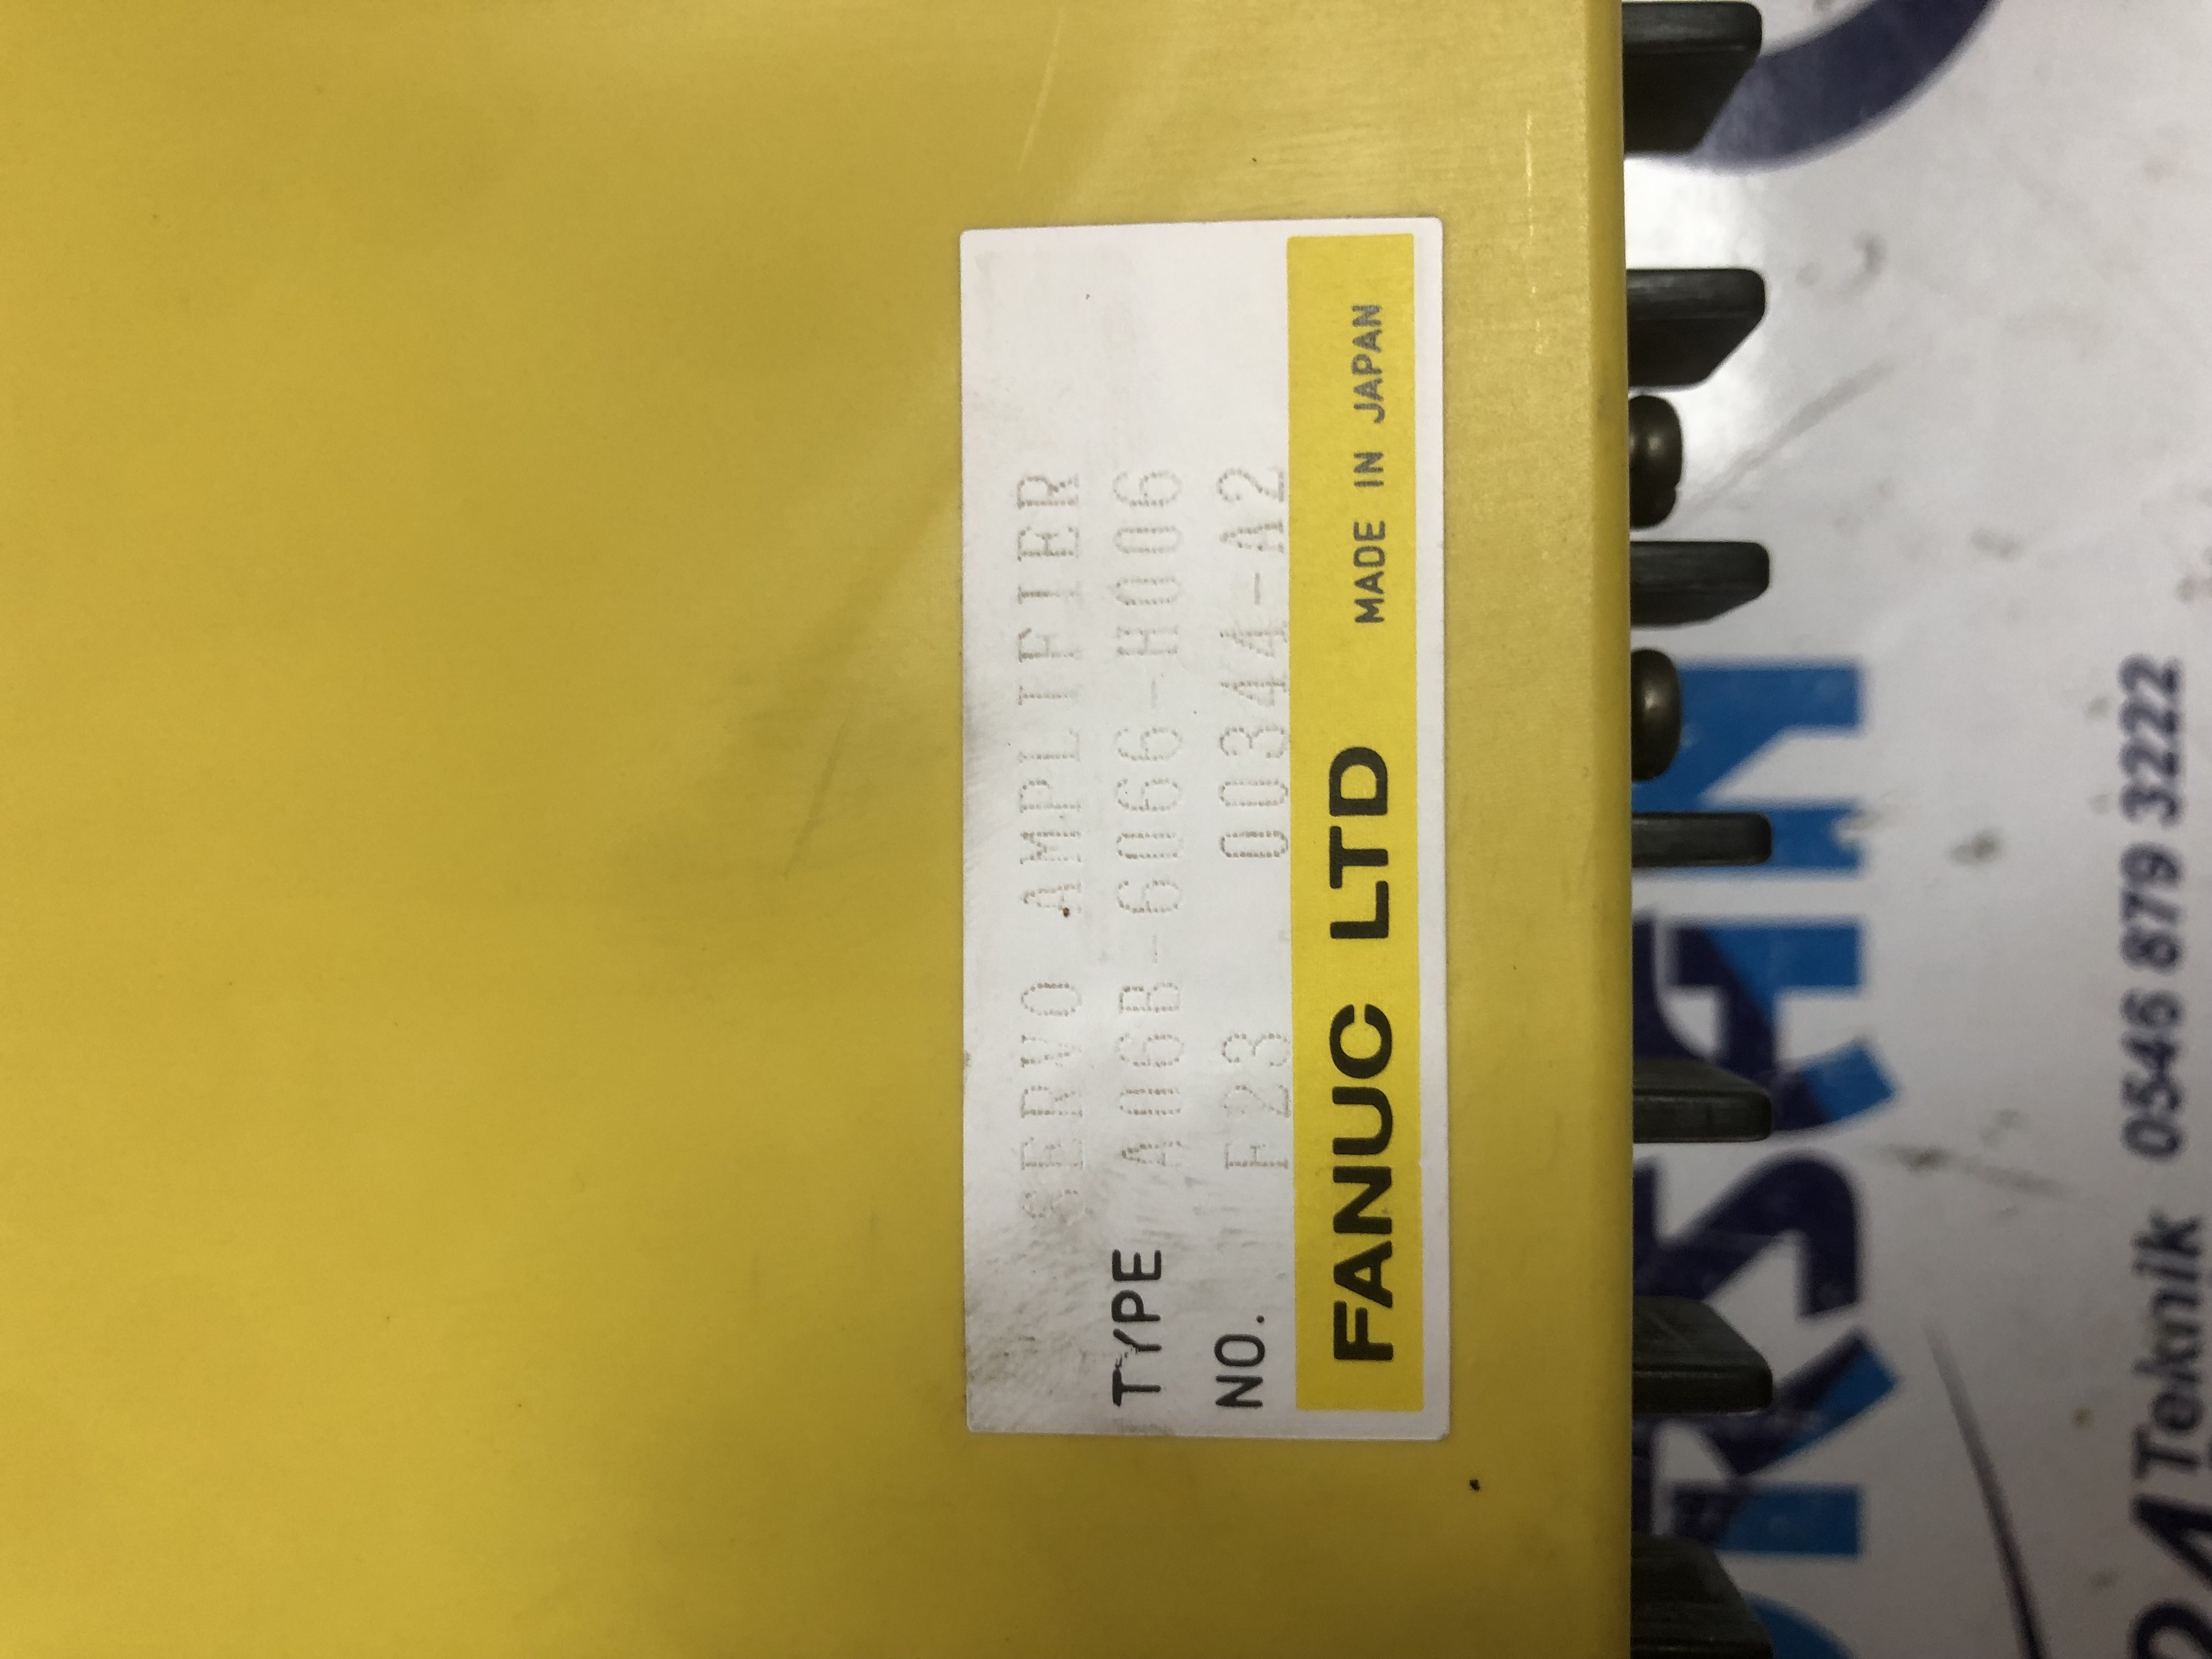 SERVO AMPLIFIER
TYPE A06B-6066-H006
NO. F23 00344-A2
FANUC LTD MADE IN JAPAN
24 Teknik 0546 879 3222